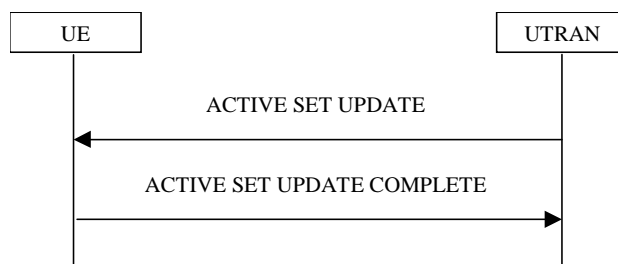 UE
UTRAN
ACTIVE SET UPDATE
ACTIVE SET UPDATE COMPLETE